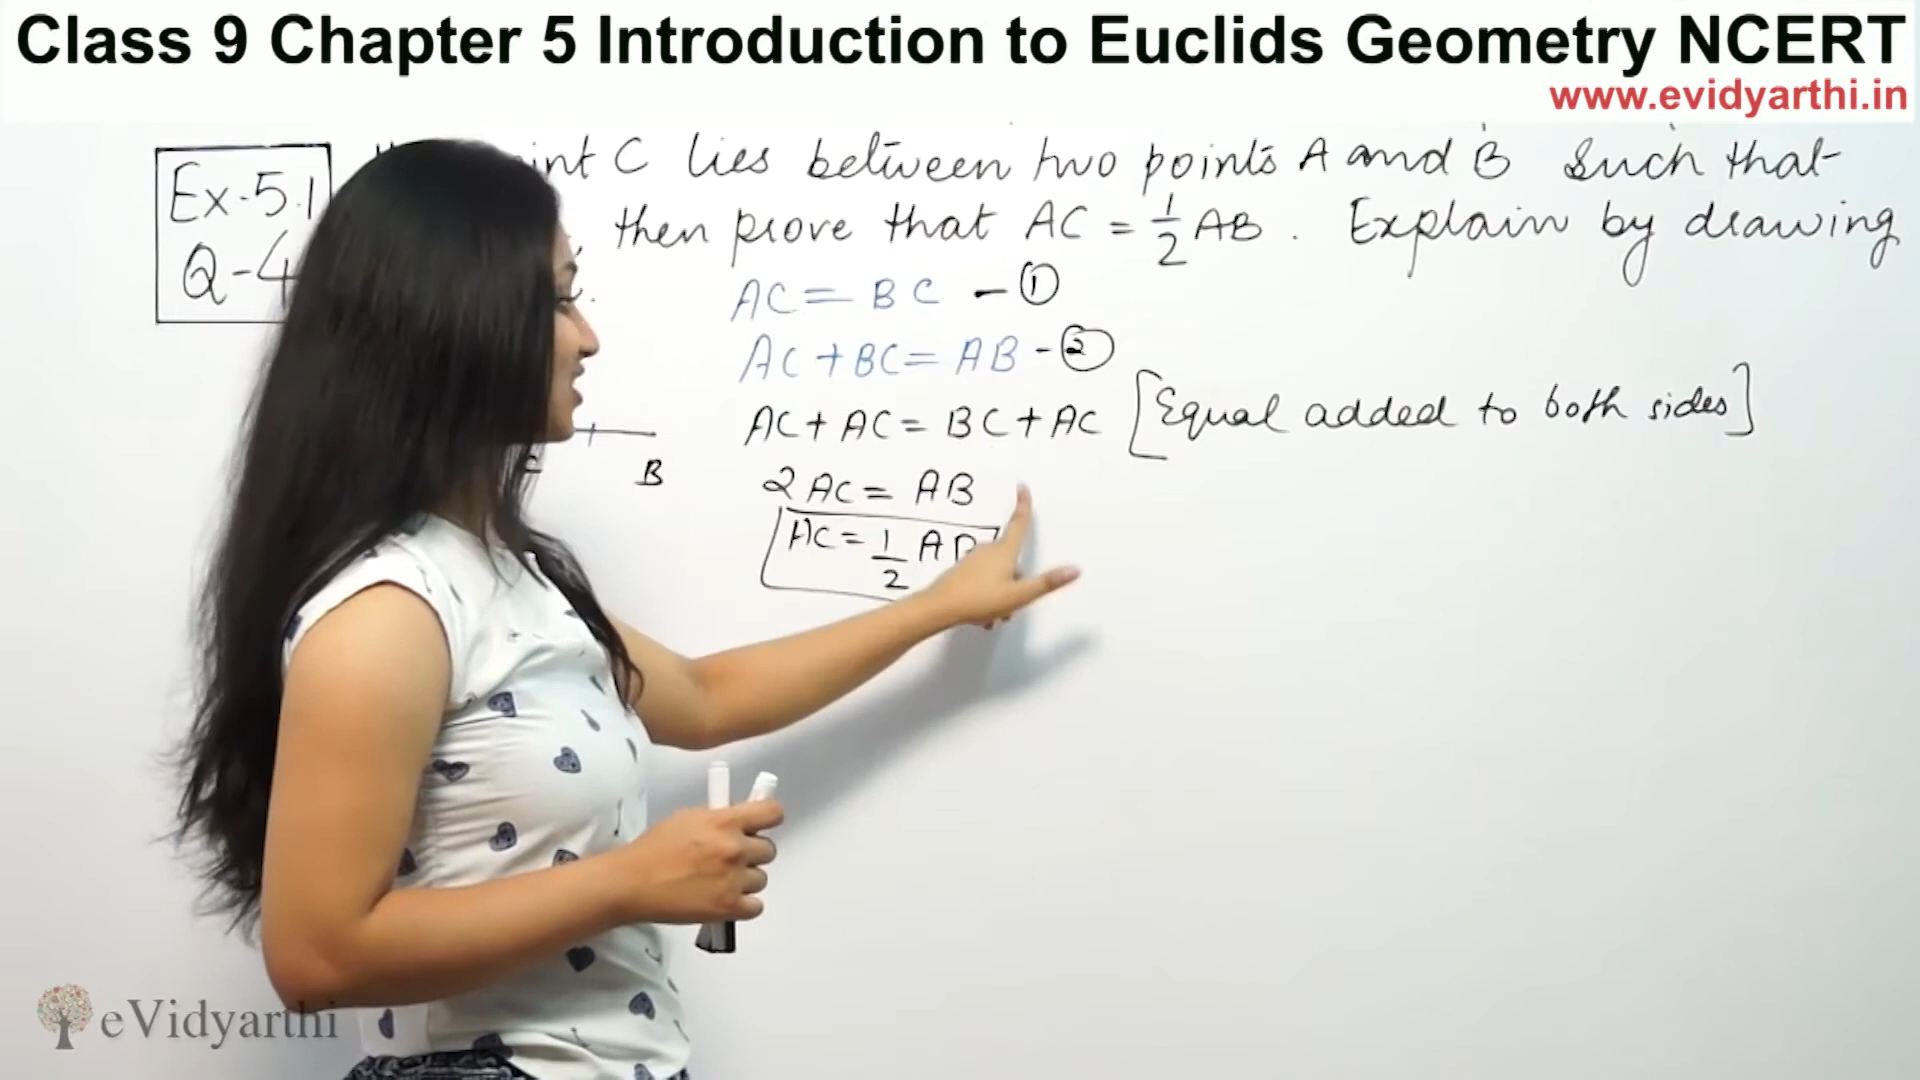 Class 9 Chapter 5 Introduction to Euclids Geometry NCERT
www.evidyarthi.in
Ex-5.1
Q-4
C lies between two points A and B such that
, then prove that AC = 1/2 AB. Explain by drawing
AC = BC - ①
AC + BC = AB - ②
AC + AC = BC + AC [Equal added to both sides]
B
2AC = AB
AC = 1/2 AB
eVidyarthi